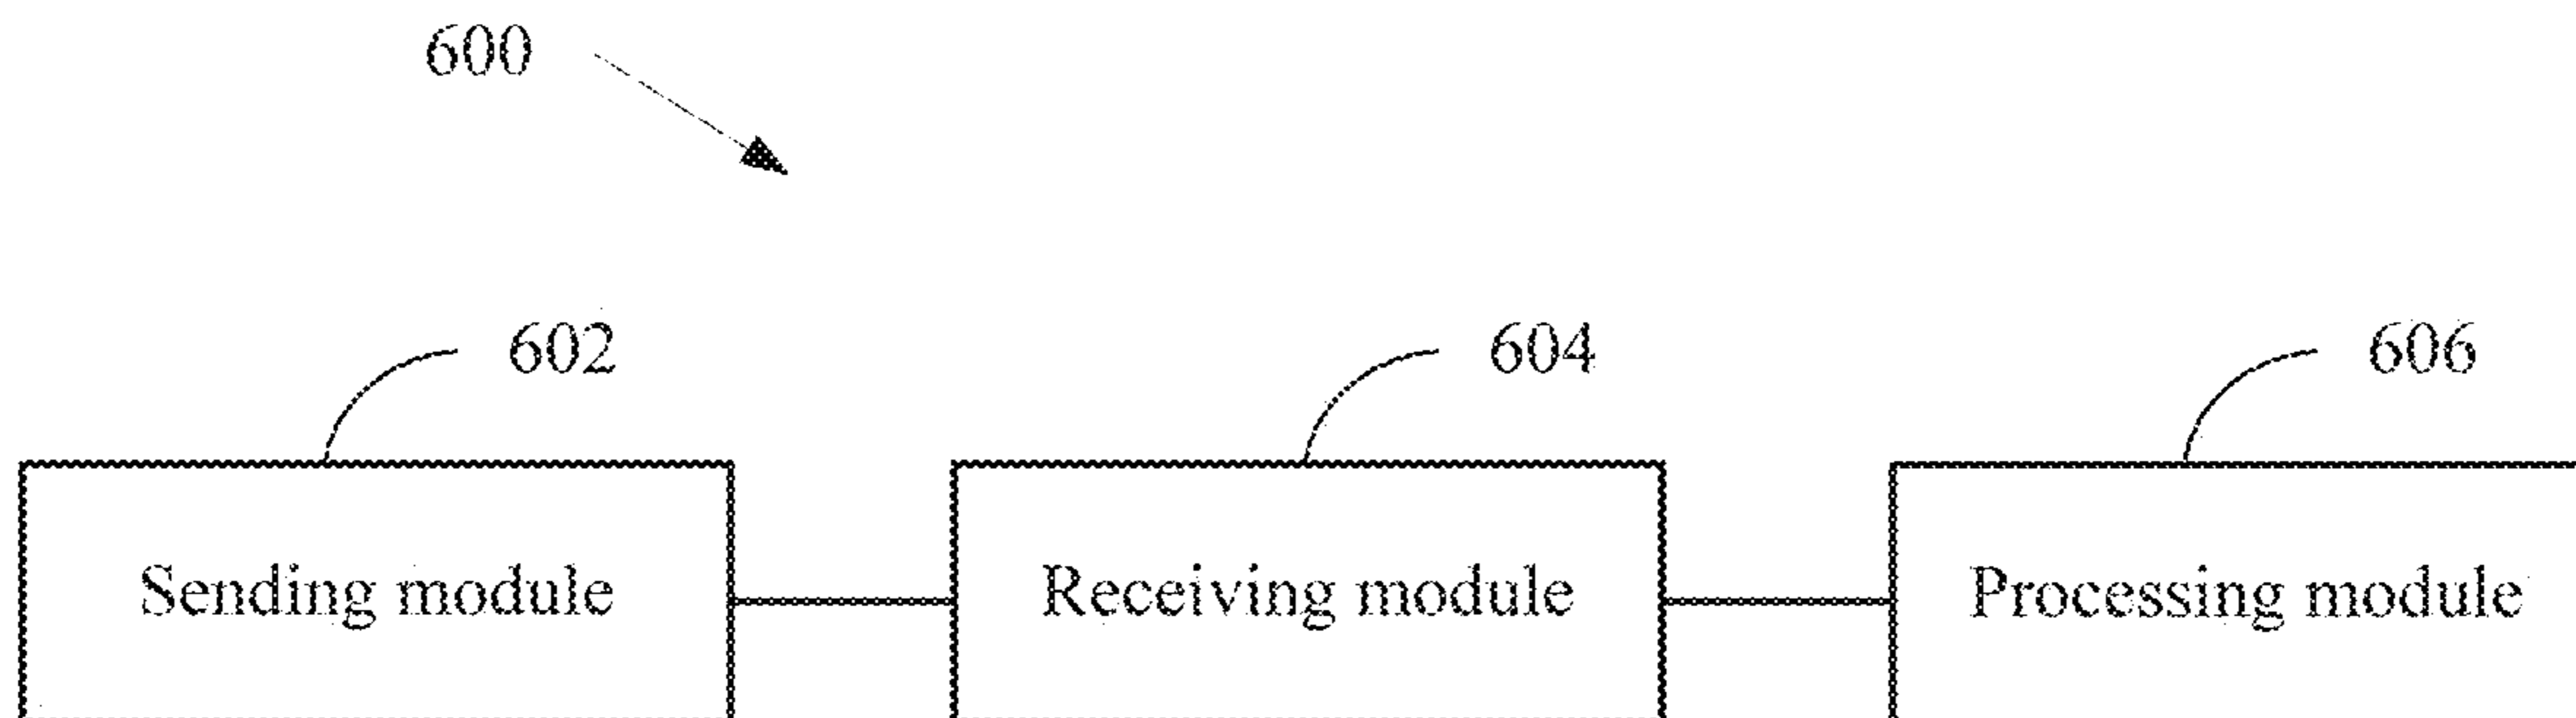 600
602
604
606
Sending module
Receiving module
Processing module